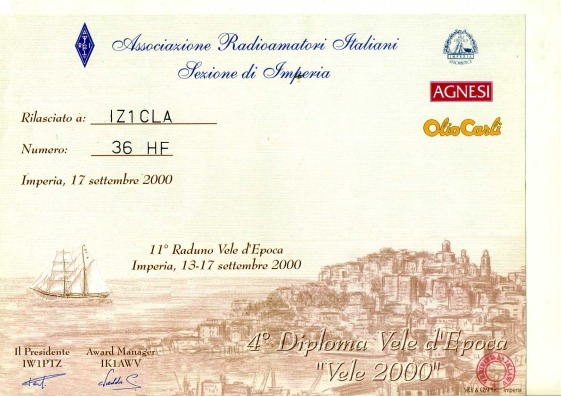 Associazione Radioamatori Italiani
Sezione di Imperia
AGNESI
Olio Carli
Rilasciato a: IZ1CLA
Numero: 36 HF
Imperia, 17 settembre 2000
11° Raduno Vele d'Epoca
Imperia, 13-17 settembre 2000
4° Diploma Vele d'Epoca
"Vele 2000"
Il Presidente
IW1PTZ
Award Manager
IK1AWV